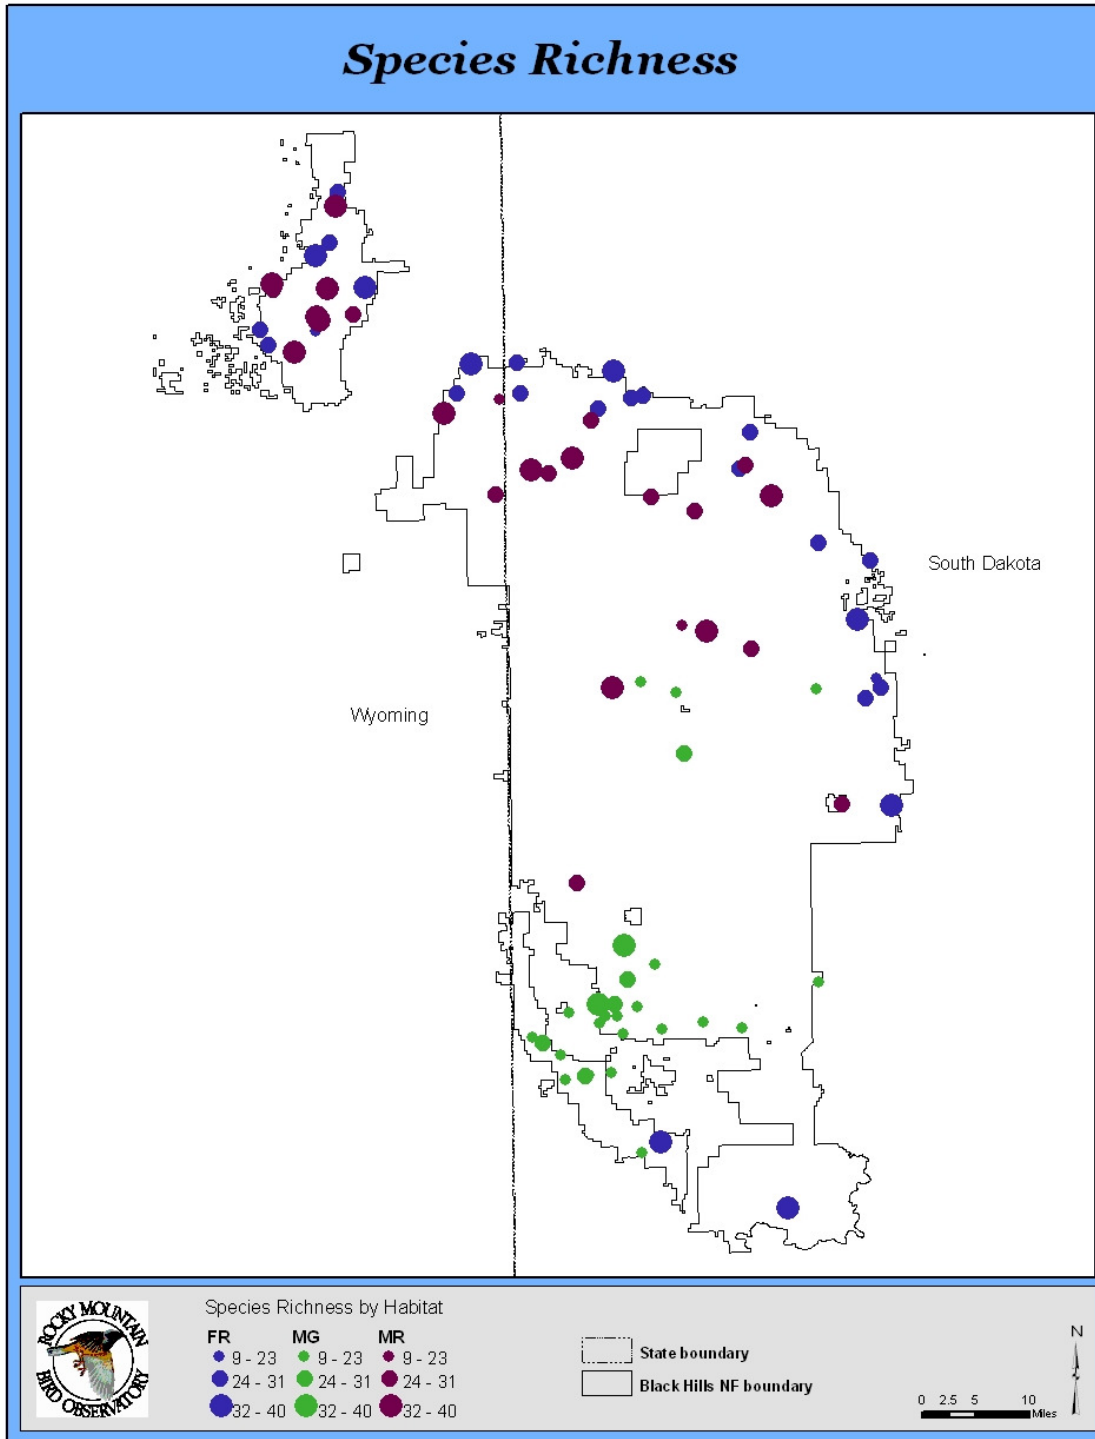 Species Richness
South Dakota
Wyoming
ROCKY MOUNTAIN
BIRD OBSERVATORY
Species Richness by Habitat
FR MG MR
9 - 23 9 - 23 9 - 23
24 - 31 24 - 31 24 - 31
32 - 40 32 - 40 32 - 40
State boundary
Black Hills NF boundary
N
0 2.5 5 10
Miles